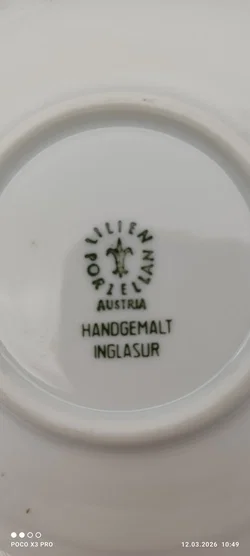 LILIEN
PORZELLAN
AUSTRIA
HANDGEMALT
INGLASUR
POCO X3 PRO
12.03.2026 10:49